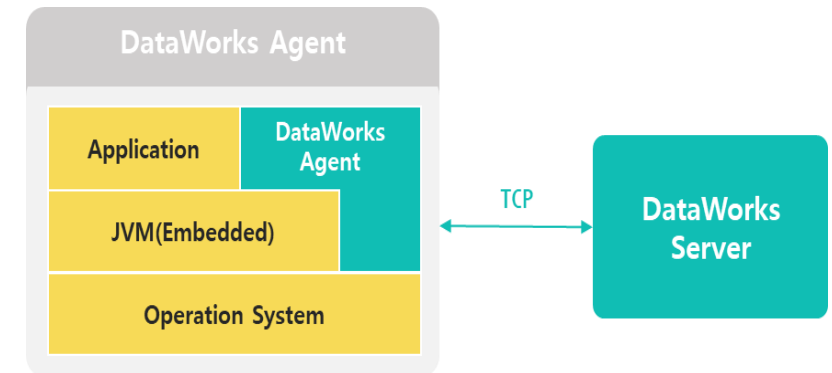 DataWorks Agent
Application
DataWorks
Agent
JVM(Embedded)
Operation System
TCP
DataWorks
Server